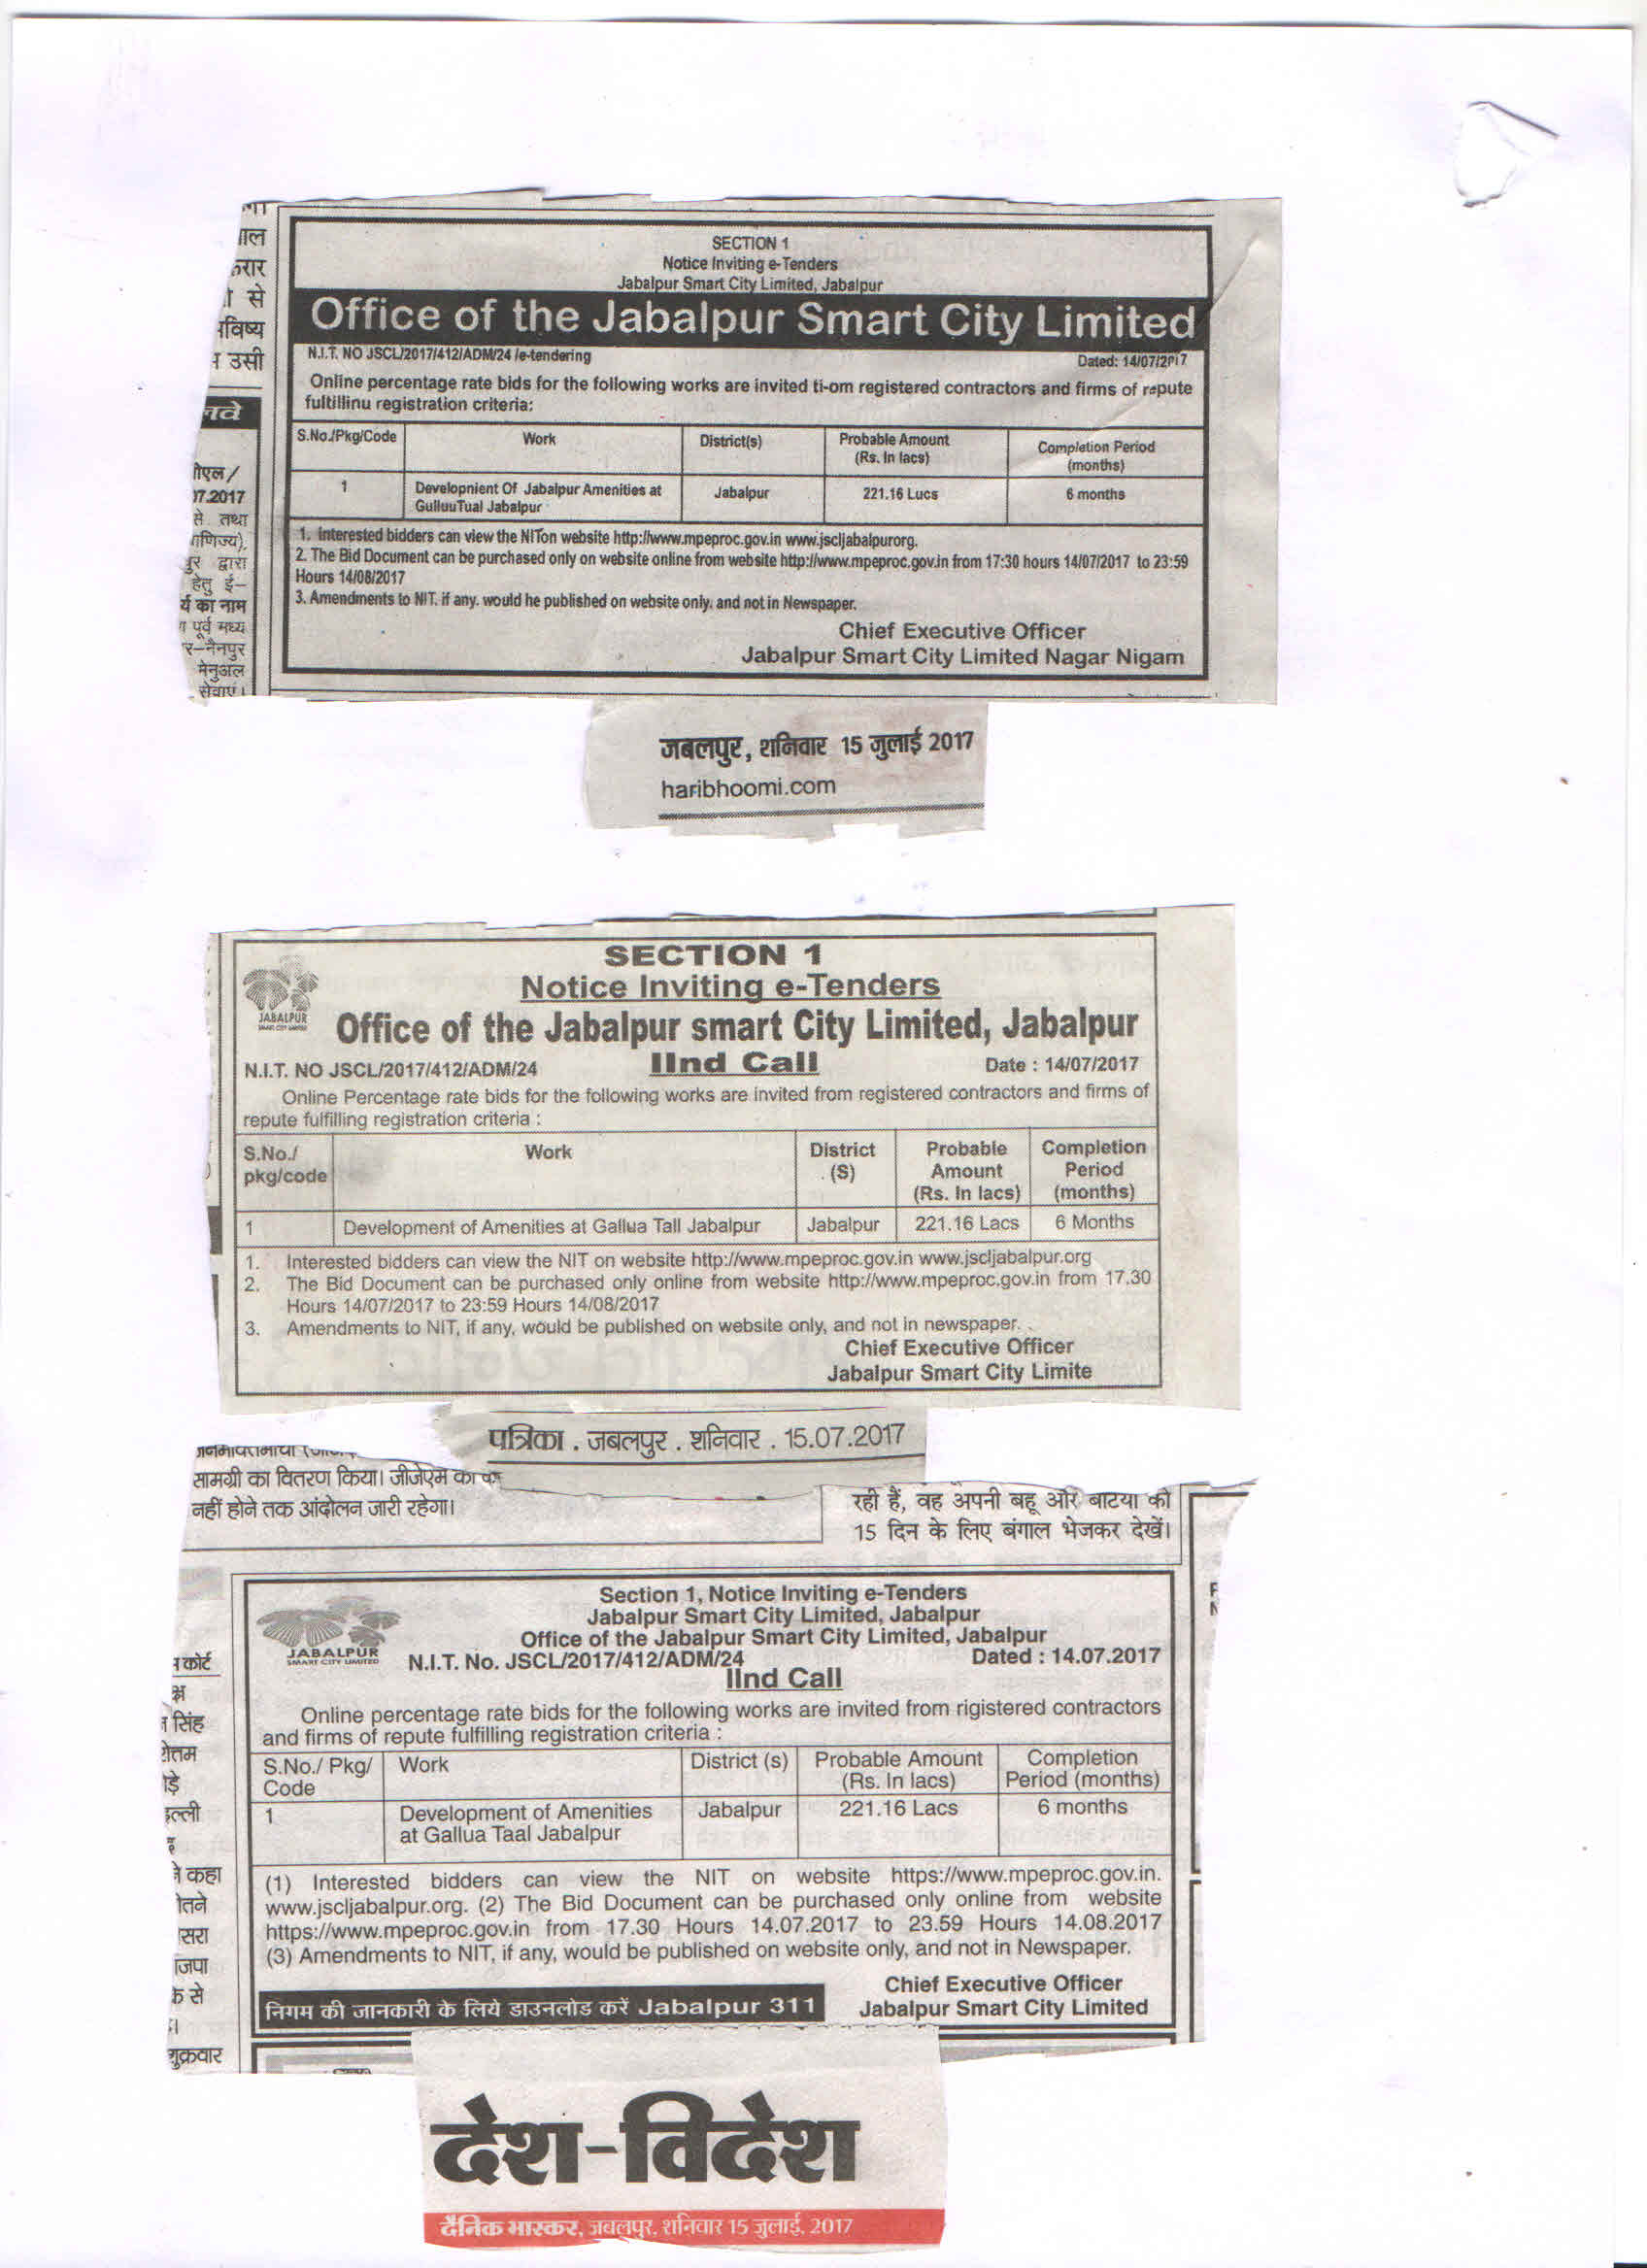 ाल
करार
से
भविष्य
उसी
SECTION 1
Notice Inviting e-Tenders
Jabalpur Smart City Limited, Jabalpur
Office of the Jabalpur Smart City Limited
N.I.T. NO JSCL/2017/412/ADM/24 /e-tendering Dated: 14/07/2017
Online percentage rate bids for the following works are invited ti-om registered contractors and firms of repute
fultillinu registration criteria:
S.No./Pkg/Code Work District(s) Probable Amount (Rs. In lacs) Completion Period (months)
1 Developnient Of Jabalpur Amenities at GulluuTual Jabalpur Jabalpur 221.16 Lucs 6 months
1. Interested bidders can view the NITon website http://www.mpeproc.gov.in www.jscljabalpurorg.
2. The Bid Document can be purchased only on website online from website http://www.mpeproc.gov.in from 17:30 hours 14/07/2017 to 23:59
Hours 14/08/2017
3. Amendments to NIT. if any. would he published on website only. and not in Newspaper.
Chief Executive Officer
Jabalpur Smart City Limited Nagar Nigam
नवे
गेएल/
07.2017
से तथा
ाणिज्य),
पुर द्वारा
हेतु ई–
र्य का नाम
पूर्व मध्य
र–नैनपुर
मेनुअल
सेवाएं।
जबलपुर, शनिवार 15 जुलाई 2017
haribhoomi.com
SECTION 1
Notice Inviting e-Tenders
JABALPUR
SMART CITY LIMITED
Office of the Jabalpur smart City Limited, Jabalpur
N.I.T. NO JSCL/2017/412/ADM/24 IInd Call Date : 14/07/2017
Online Percentage rate bids for the following works are invited from registered contractors and firms of
repute fulfilling registration criteria :
S.No./ pkg/code Work District (S) Probable Amount (Rs. In lacs) Completion Period (months)
1 Development of Amenities at Gallua Tall Jabalpur Jabalpur 221.16 Lacs 6 Months
1. Interested bidders can view the NIT on website http://www.mpeproc.gov.in www.jscljabalpur.org
2. The Bid Document can be purchased only online from website http://www.mpeproc.gov.in from 17.30
Hours 14/07/2017 to 23:59 Hours 14/08/2017
3. Amendments to NIT, if any, would be published on website only, and not in newspaper.
Chief Executive Officer
Jabalpur Smart City Limite
पत्रिका . जबलपुर . शनिवार . 15.07.2017
सामग्री का वितरण किया। जीजेएम का
नहीं होने तक आंदोलन जारी रहेगा।
रही हैं, वह अपनी बहू और बाटया को
15 दिन के लिए बंगाल भेजकर देखें।
Section 1, Notice Inviting e-Tenders
Jabalpur Smart City Limited, Jabalpur
Office of the Jabalpur Smart City Limited, Jabalpur
JABALPUR
SMART CITY LIMITED
N.I.T. No. JSCL/2017/412/ADM/24 Dated : 14.07.2017
IInd Call
Online percentage rate bids for the following works are invited from rigistered contractors
and firms of repute fulfilling registration criteria :
S.No./ Pkg/ Code Work District (s) Probable Amount (Rs. In lacs) Completion Period (months)
1 Development of Amenities at Gallua Taal Jabalpur Jabalpur 221.16 Lacs 6 months
(1) Interested bidders can view the NIT on website https://www.mpeproc.gov.in.
www.jscljabalpur.org. (2) The Bid Document can be purchased only online from website
https://www.mpeproc.gov.in from 17.30 Hours 14.07.2017 to 23.59 Hours 14.08.2017
(3) Amendments to NIT, if any, would be published on website only, and not in Newspaper.
Chief Executive Officer
निगम की जानकारी के लिये डाउनलोड करें Jabalpur 311 Jabalpur Smart City Limited
कोर्ट
सिंह
ने कहा
से
शुक्रवार
देश-विदेश
दैनिक भास्कर, जबलपुर, शनिवार 15 जुलाई, 2017